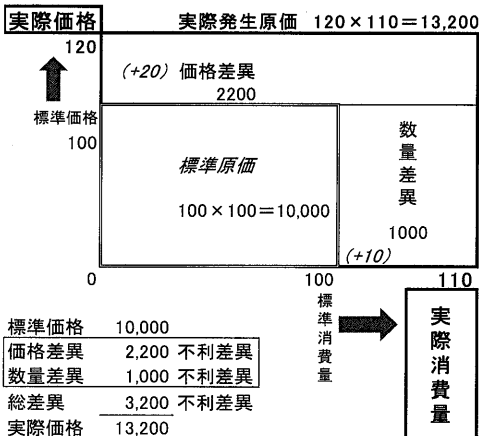 実際価格 実際発生原価 120×110＝13,200
120
(+20) 価格差異
2200
標準価格
100
標準原価
100×100＝10,000
数量差異
1000
(+10)
0 100 110
標準消費量
実際消費量
標準価格 10,000
価格差異 2,200 不利差異
数量差異 1,000 不利差異
総差異 3,200 不利差異
実際価格 13,200